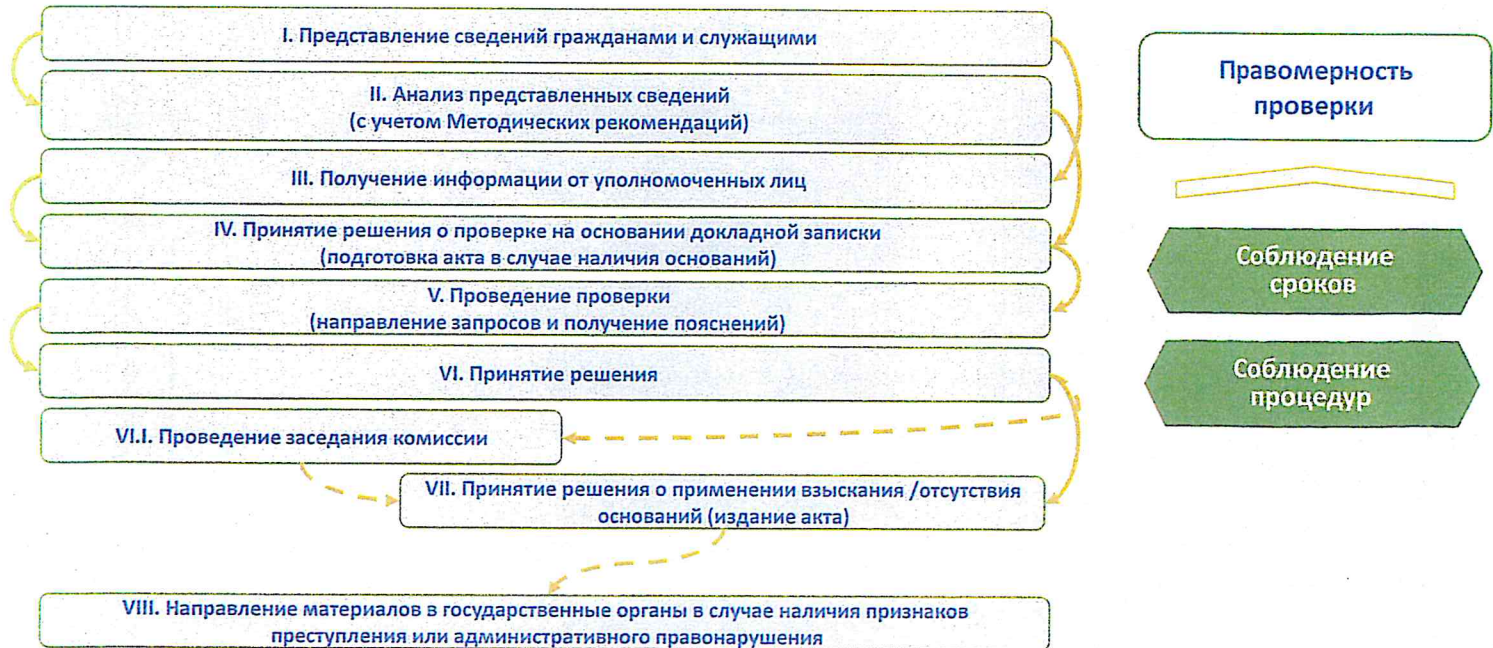 I. Представление сведений гражданами и служащими
II. Анализ представленных сведений
(с учетом Методических рекомендаций)
III. Получение информации от уполномоченных лиц
IV. Принятие решения о проверке на основании докладной записки
(подготовка акта в случае наличия оснований)
V. Проведение проверки
(направление запросов и получение пояснений)
VI. Принятие решения
VI.I. Проведение заседания комиссии
VII. Принятие решения о применении взыскания /отсутствия
оснований (издание акта)
VIII. Направление материалов в государственные органы в случае наличия признаков
преступления или административного правонарушения
Правомерность
проверки
Соблюдение
сроков
Соблюдение
процедур